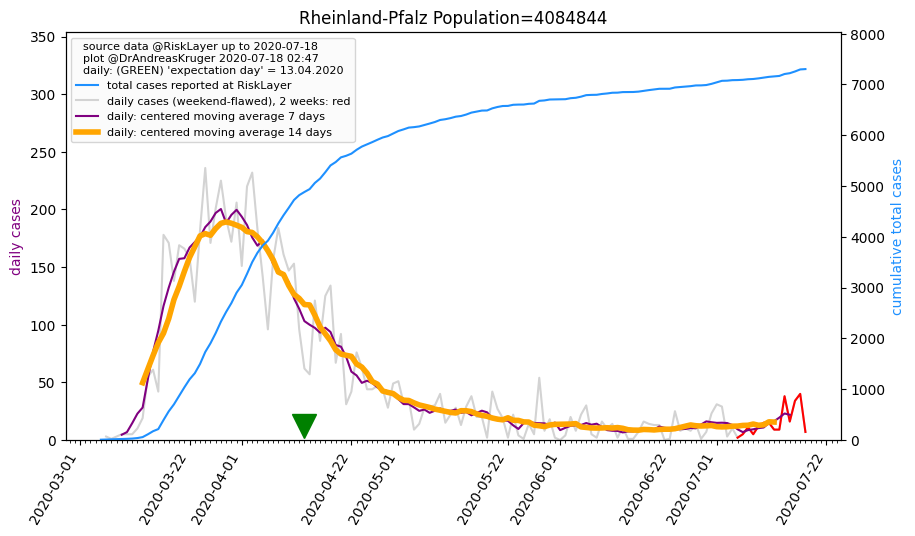 Rheinland-Pfalz Population=4084844
source data @RiskLayer up to 2020-07-18
plot @DrAndreasKruger 2020-07-18 02:47
daily: (GREEN) 'expectation day' = 13.04.2020
total cases reported at RiskLayer
daily cases (weekend-flawed), 2 weeks: red
daily: centered moving average 7 days
daily: centered moving average 14 days
daily cases
350
300
250
200
150
100
50
0
cumulative total cases
8000
7000
6000
5000
4000
3000
2000
1000
0
2020-03-01
2020-03-22
2020-04-01
2020-04-22
2020-05-01
2020-05-22
2020-06-01
2020-06-22
2020-07-01
2020-07-22